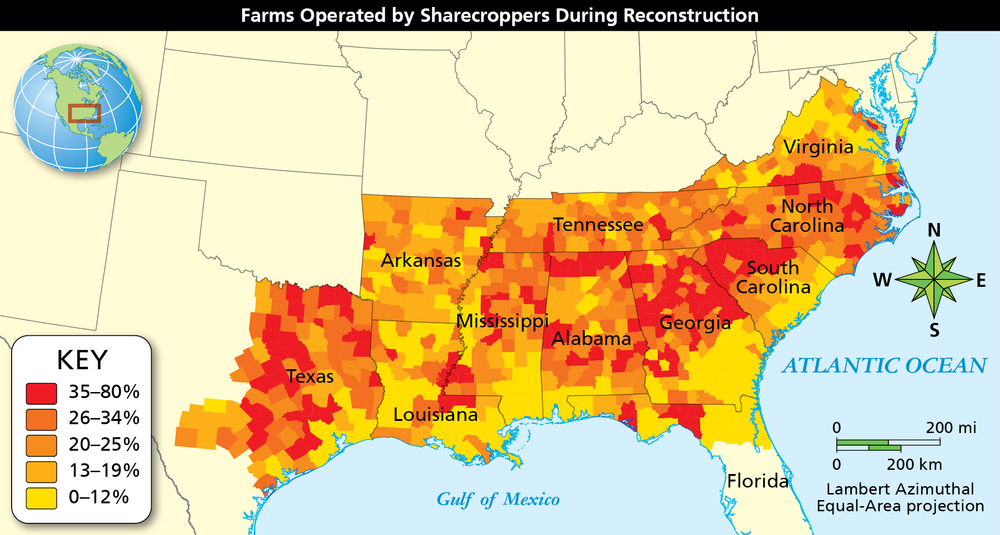 Farms Operated by Sharecroppers During Reconstruction
Virginia
North
Carolina
Tennessee
Arkansas
South
Carolina
Mississippi
Alabama
Georgia
Texas
Louisiana
Florida
ATLANTIC OCEAN
Gulf of Mexico
N
W
E
S
KEY
35–80%
26–34%
20–25%
13–19%
0–12%
0 200 mi
0 200 km
Lambert Azimuthal
Equal-Area projection